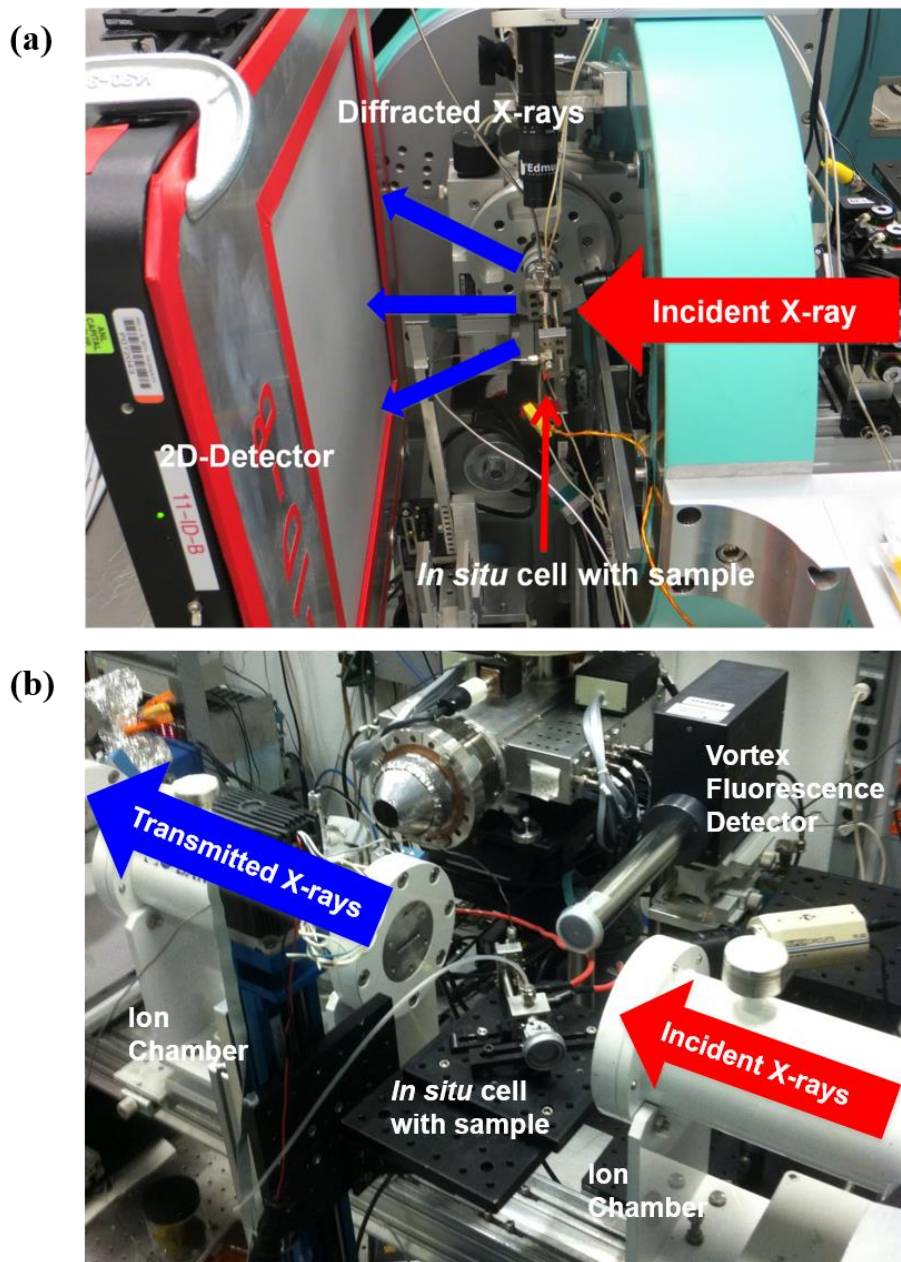 (a)
Diffracted X-rays
Edmu
Incident X-ray
2D-Detector
11-ID-B
In situ cell with sample
(b)
Vortex
Fluorescence
Detector
Transmitted X-rays
Ion
Chamber
Incident X-rays
In situ cell
with sample
Ion
Chamber